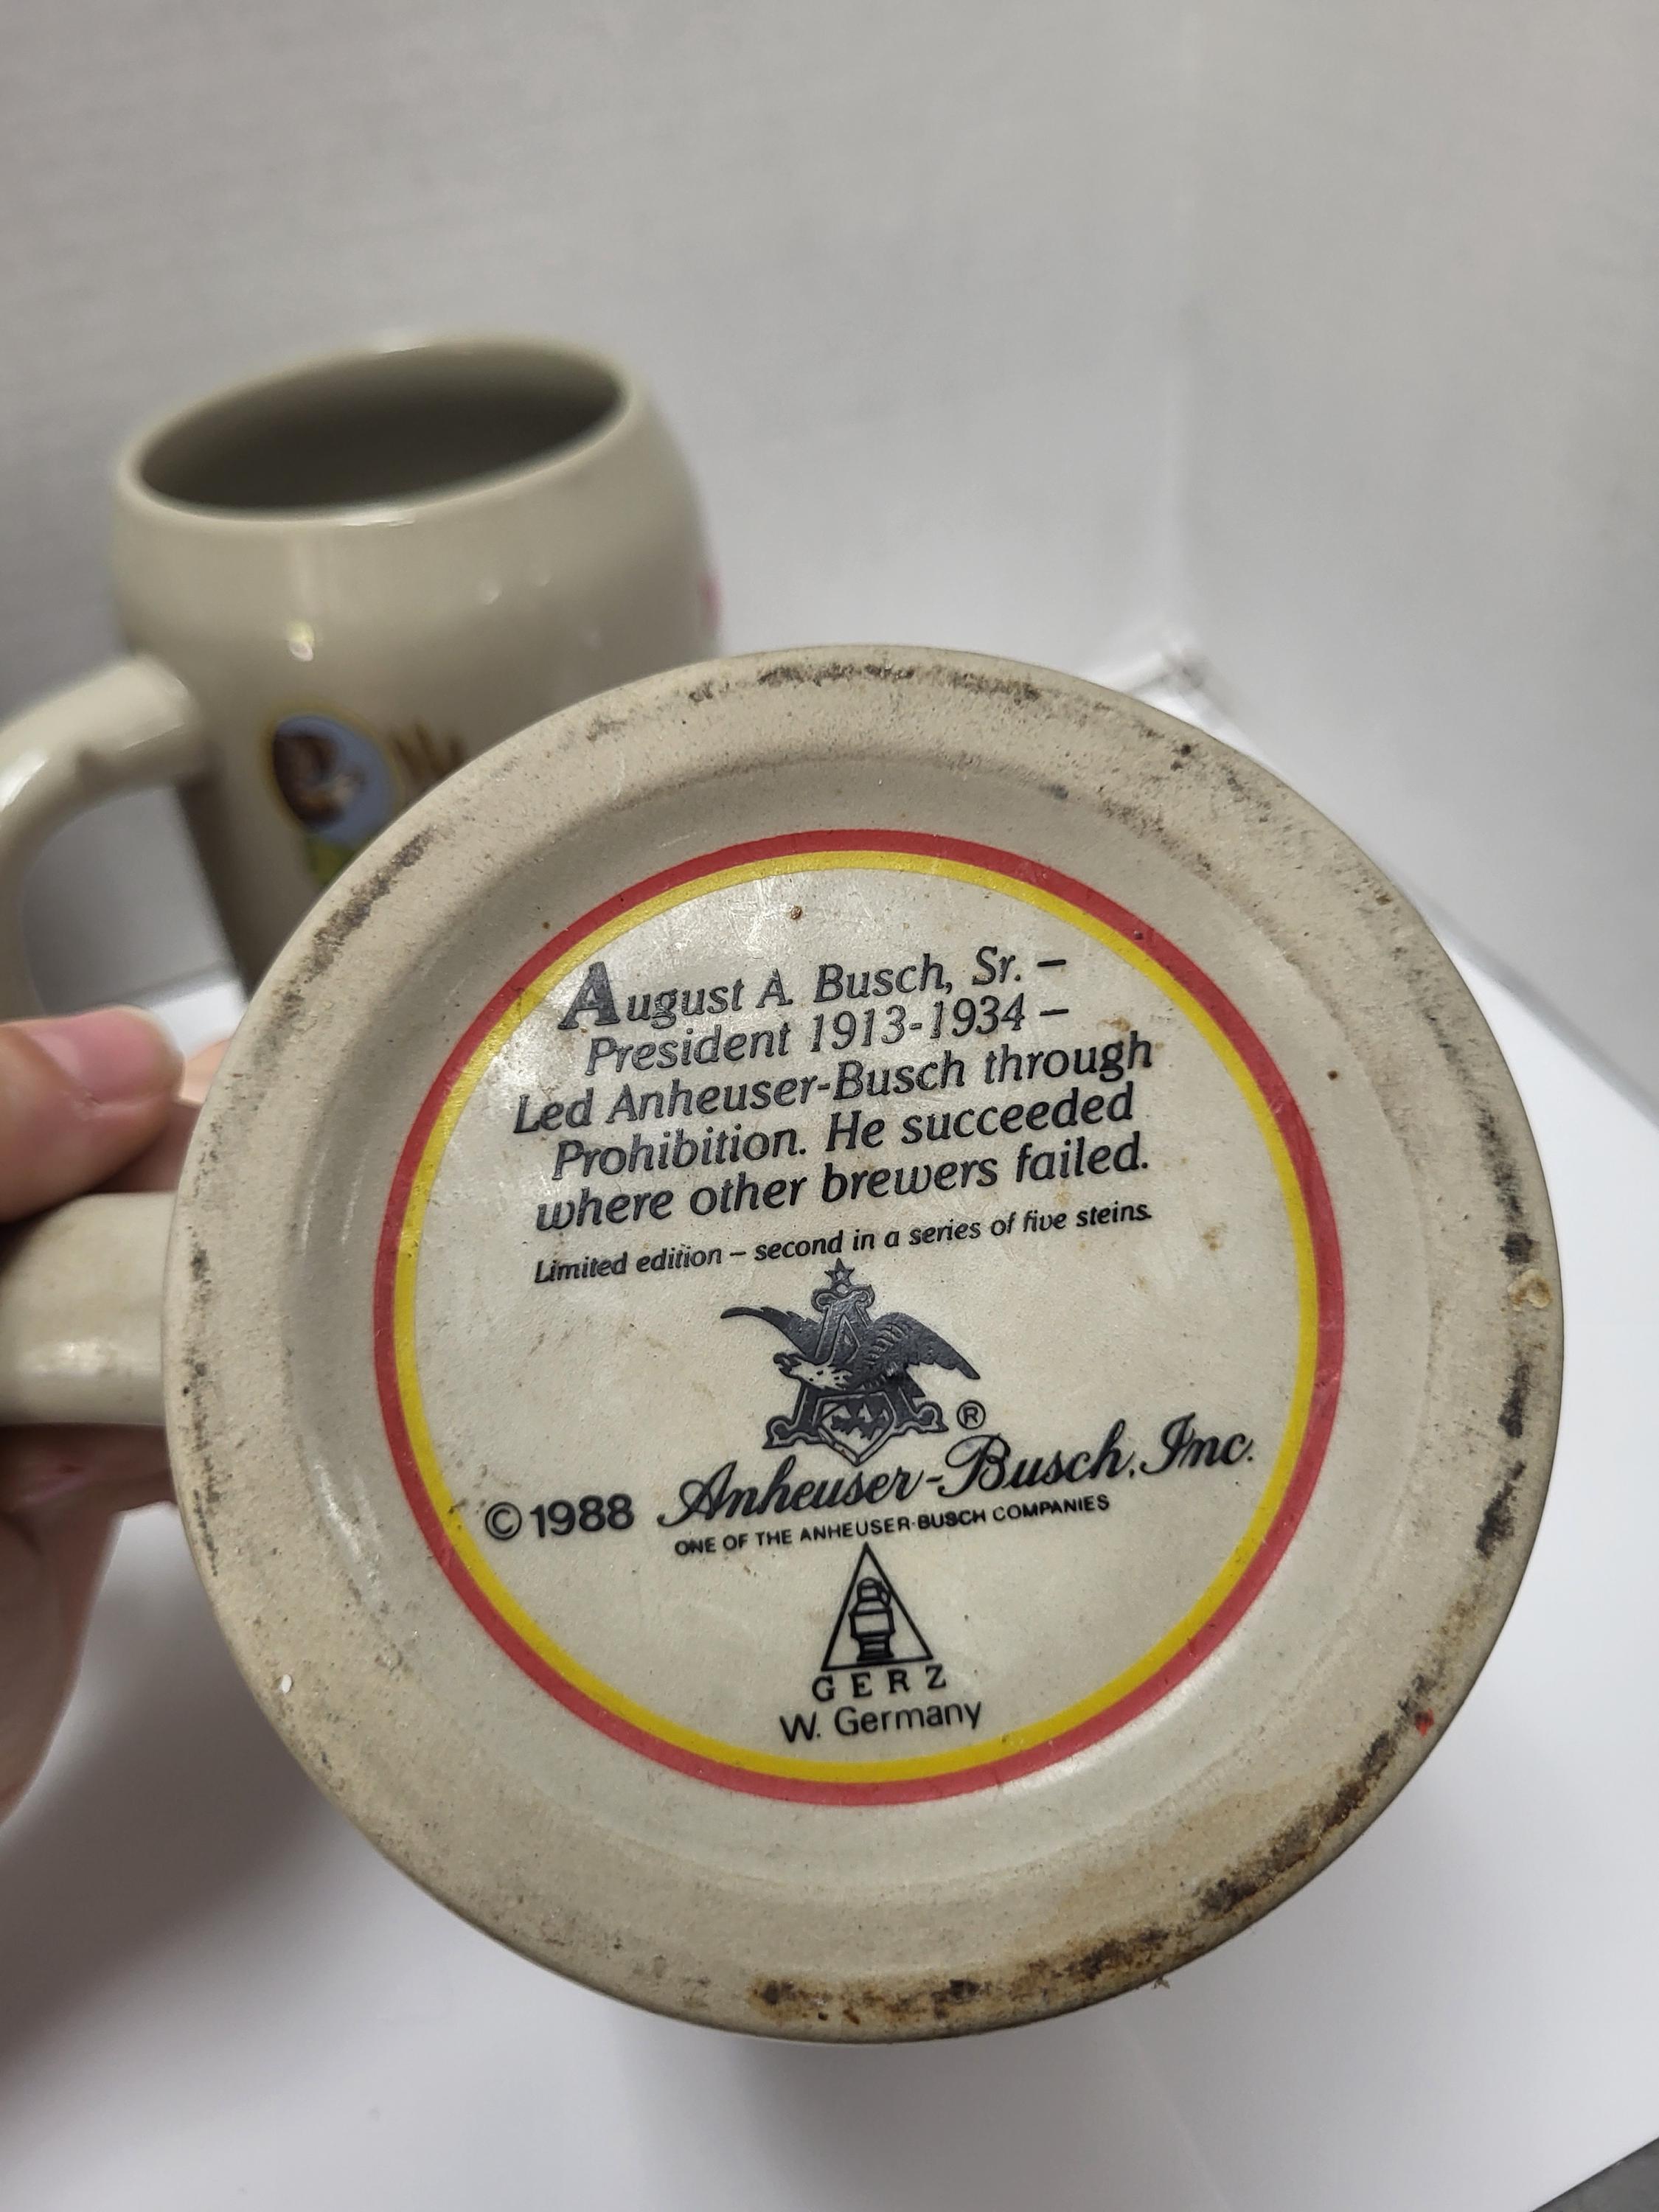 August A. Busch, Sr. –
President 1913-1934 –
Led Anheuser-Busch through
Prohibition. He succeeded
where other brewers failed.
Limited edition – second in a series of five steins.
A
®
© 1988 Anheuser-Busch, Inc.
ONE OF THE ANHEUSER-BUSCH COMPANIES
GERZ
W. Germany